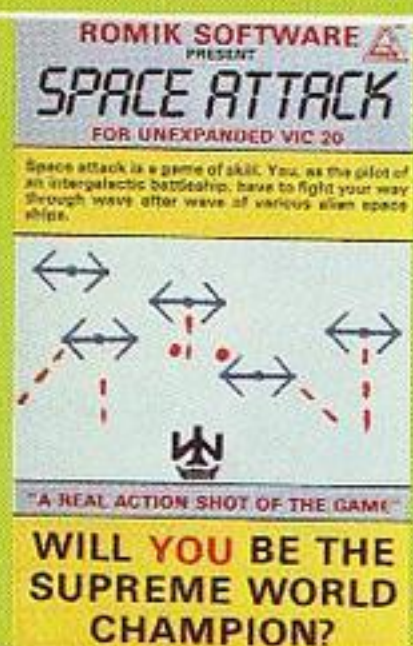 ROMIK SOFTWARE
PRESENT
SPACE ATTACK
FOR UNEXPANDED VIC 20
Space attack is a game of skill. You, as the pilot of
an intergalactic battleship, have to fight your way
through wave after wave of various alien space
ships.
"A REAL ACTION SHOT OF THE GAME"
WILL YOU BE THE
SUPREME WORLD
CHAMPION?